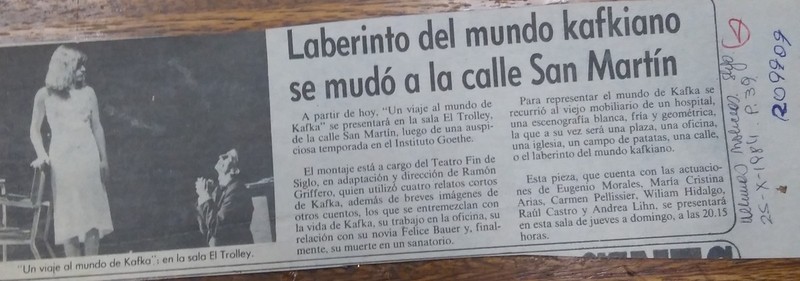 Laberinto del mundo kafkiano
se mudó a la calle San Martín
A partir de hoy, "Un viaje al mundo de
Kafka" se presentará en la sala El Trolley,
de la calle San Martín, luego de una auspi-
ciosa temporada en el Instituto Goethe.
El montaje está a cargo del Teatro Fin de
Siglo, en adaptación y dirección de Ramón
Griffero, quien utilizó cuatro relatos cortos
de Kafka, además de breves imágenes de
otros cuentos, los que se entremezclan con
la vida de Kafka, su trabajo en la oficina, su
relación con su novia Felice Bauer y, final-
mente, su muerte en un sanatorio.
Para representar el mundo de Kafka se
recurrió al viejo mobiliario de un hospital,
una escenografía blanca, fría y geométrica,
la que a su vez será una plaza, una oficina,
una iglesia, un campo de patatas, una calle,
o el laberinto del mundo kafkiano.
Esta pieza, que cuenta con las actuacio-
nes de Eugenio Morales, María Cristina
Arias, Carmen Pellissier, Wiliam Hidalgo,
Raúl Castro y Andrea Lihn, se presentará
en esta sala de jueves a domingo, a las 20.15
horas.
"Un viaje al mundo de Kafka"; en la sala El Trolley.
25-X-1984. P. 39
209909